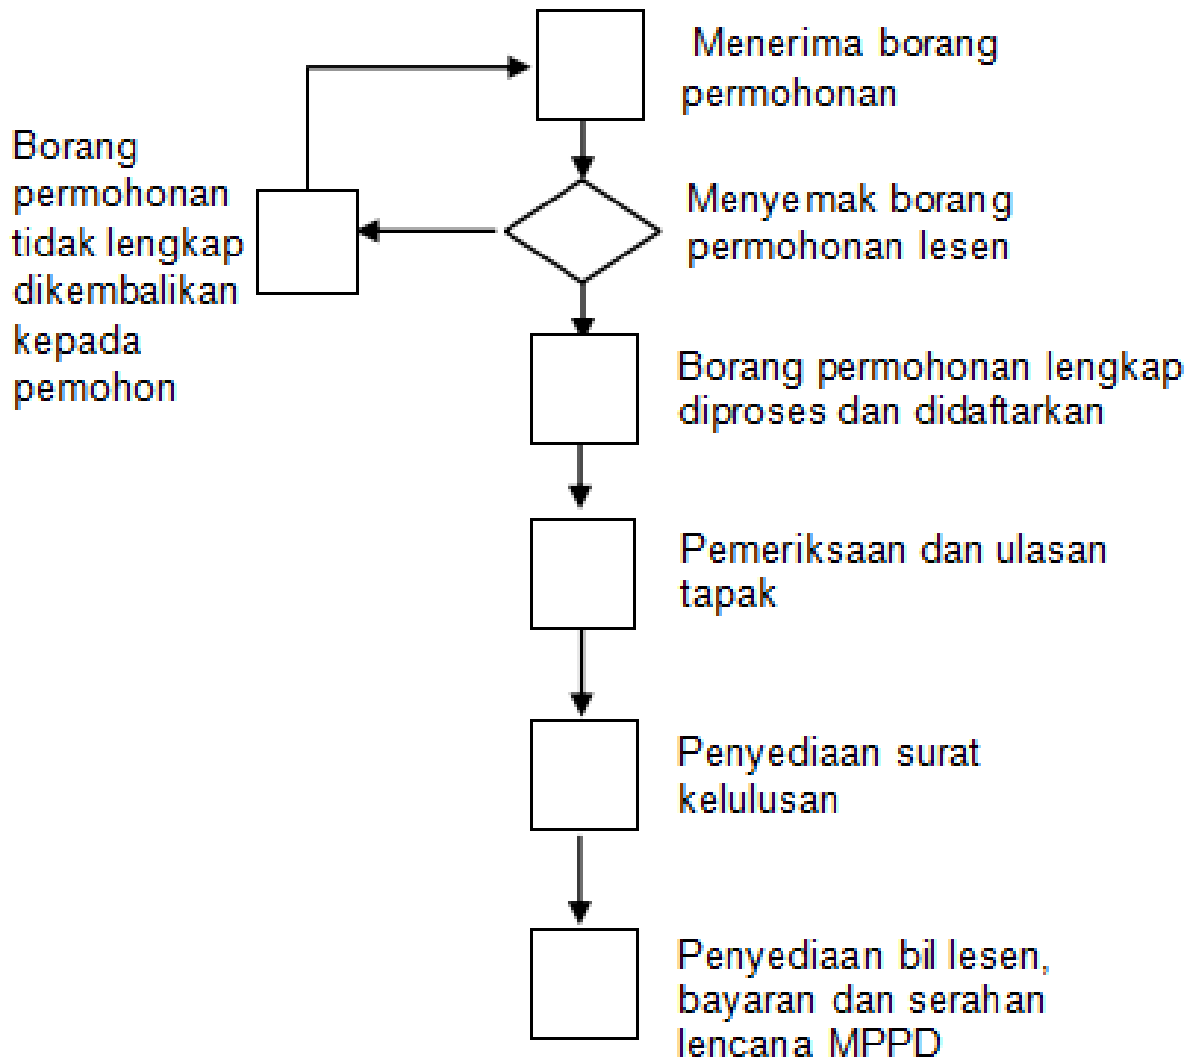 Menerima borang
permohonan
Borang
permohonan
tidak lengkap
dikembalikan
kepada
pemohon
Menyemak borang
permohonan lesen
Borang permohonan lengkap
diproses dan didaftarkan
Pemeriksaan dan ulasan
tapak
Penyediaan surat
kelulusan
Penyediaan bil lesen,
bayaran dan serahan
lencana MPPD